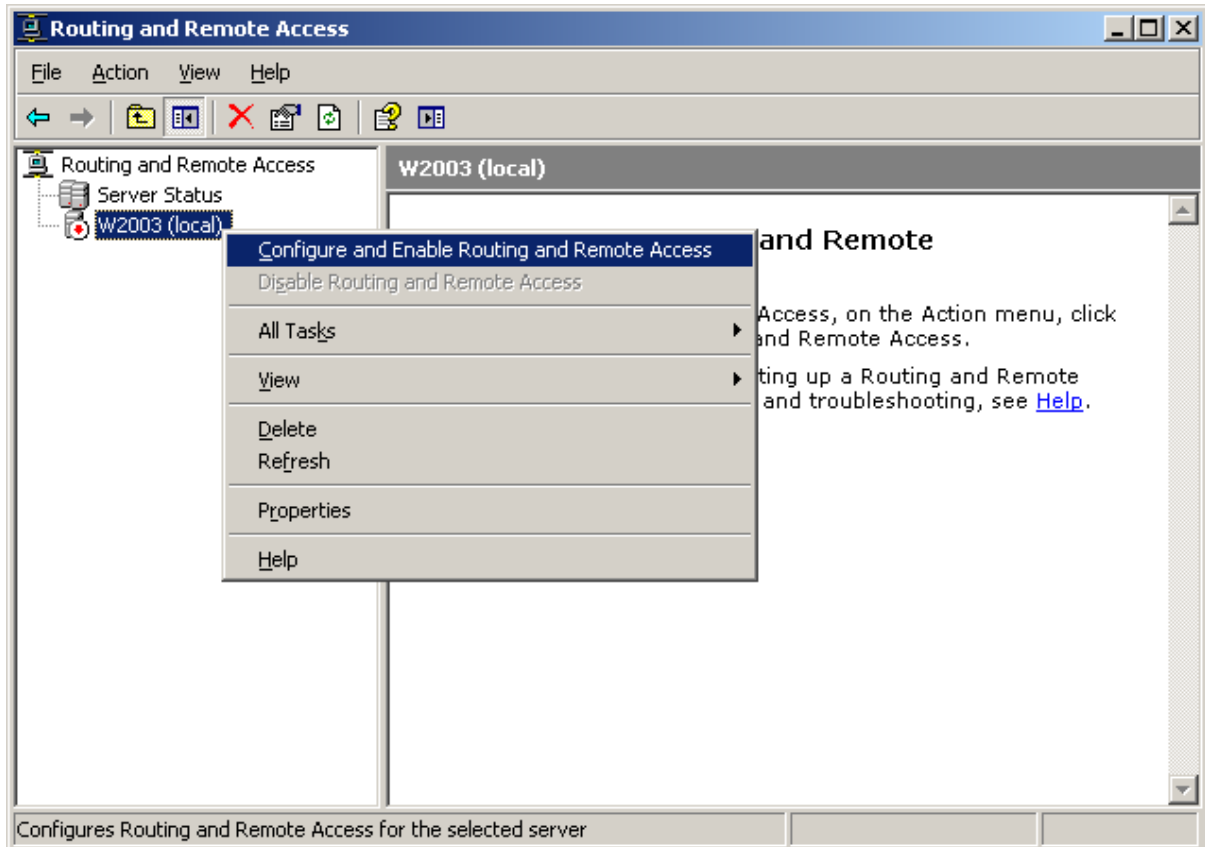 Routing and Remote Access
File Action View Help
Routing and Remote Access
Server Status
W2003 (local)
W2003 (local)
and Remote
Access, on the Action menu, click
and Remote Access.
ting up a Routing and Remote
and troubleshooting, see Help.
Configure and Enable Routing and Remote Access
Disable Routing and Remote Access
All Tasks
View
Delete
Refresh
Properties
Help
Configures Routing and Remote Access for the selected server